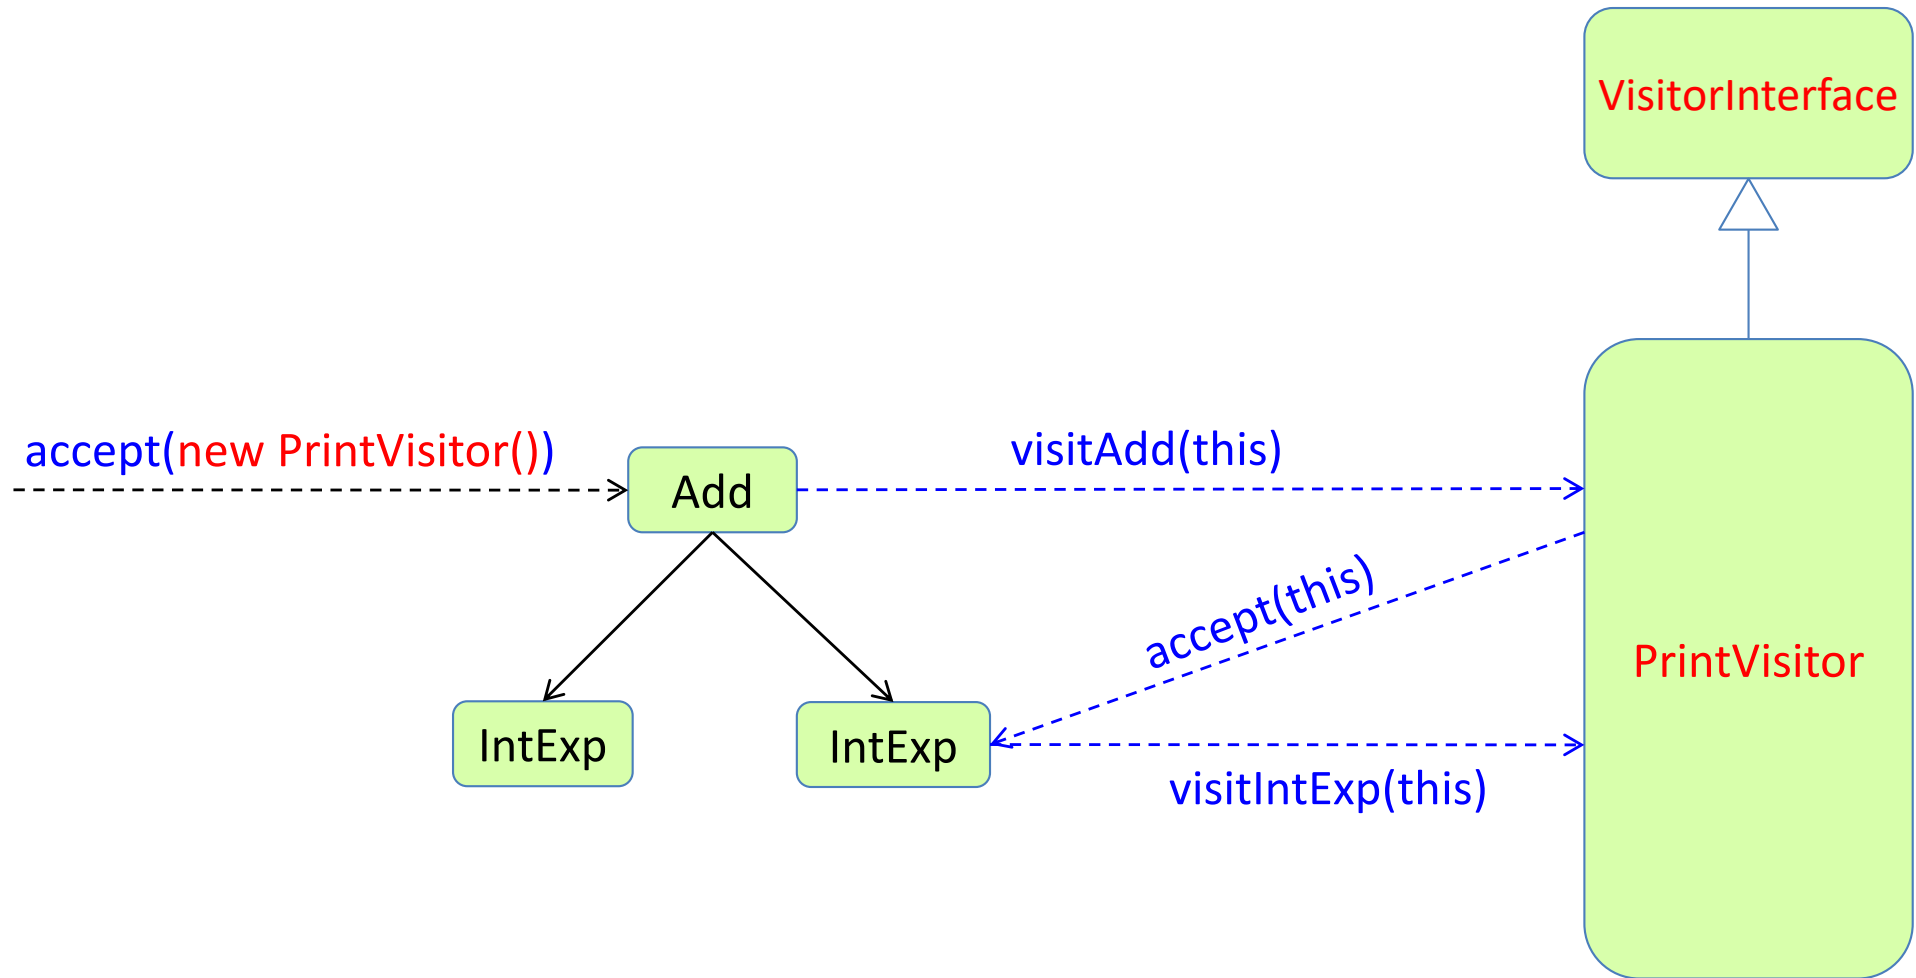 VisitorInterface
accept(new PrintVisitor())
visitAdd(this)
Add
accept(this)
PrintVisitor
IntExp
IntExp
visitIntExp(this)